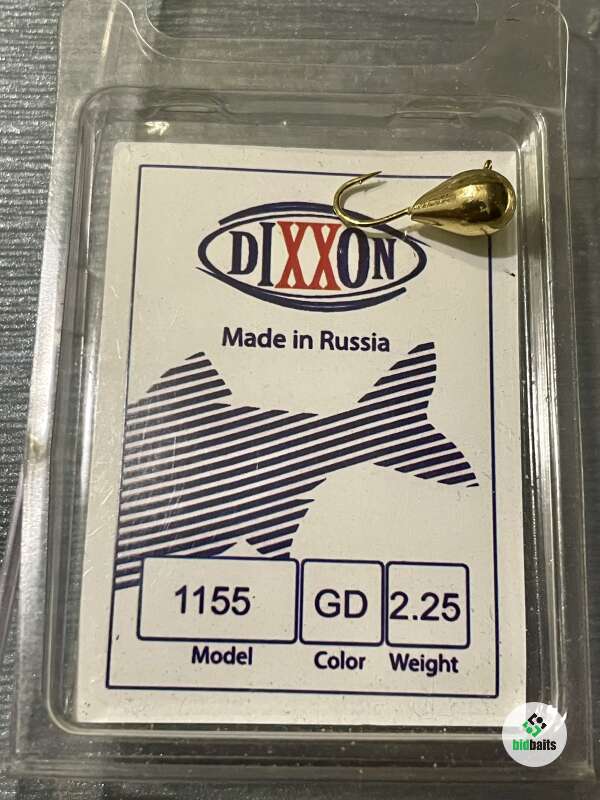 DIXXON
Made in Russia
1155 GD 2.25
Model Color Weight
bidbaits